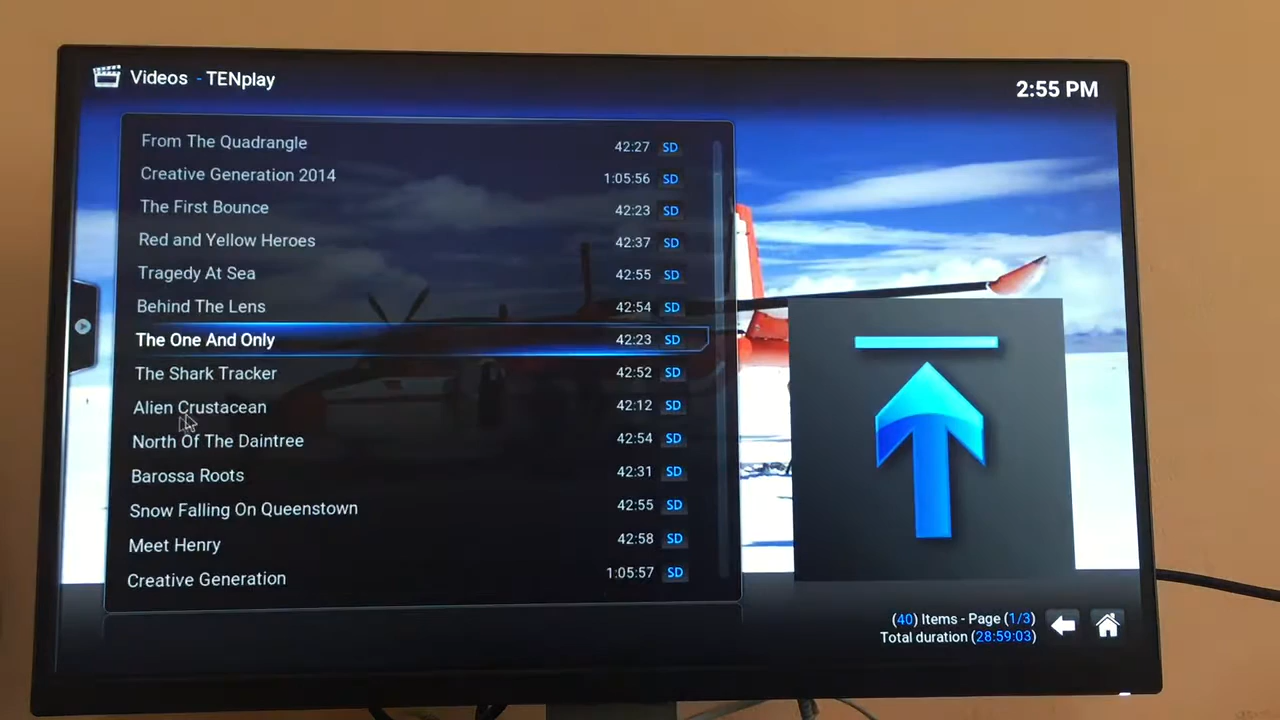 Videos - TENplay
2:55 PM
From The Quadrangle 42:27 SD
Creative Generation 2014 1:05:56 SD
The First Bounce 42:23 SD
Red and Yellow Heroes 42:37 SD
Tragedy At Sea 42:55 SD
Behind The Lens 42:54 SD
The One And Only 42:23 SD
The Shark Tracker 42:52 SD
Alien Crustacean 42:12 SD
North Of The Daintree 42:54 SD
Barossa Roots 42:31 SD
Snow Falling On Queenstown 42:55 SD
Meet Henry 42:58 SD
Creative Generation 1:05:57 SD
(40) Items - Page (1/3)
Total duration (28:59:03)